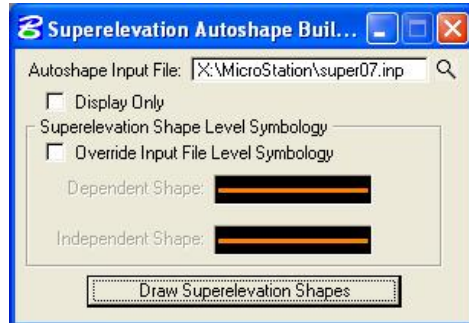 Superelevation Autoshape Buil...
Autoshape Input File: X:\MicroStation\super07.inp
Display Only
Superelevation Shape Level Symbology
Override Input File Level Symbology
Dependent Shape:
Independent Shape:
Draw Superelevation Shapes